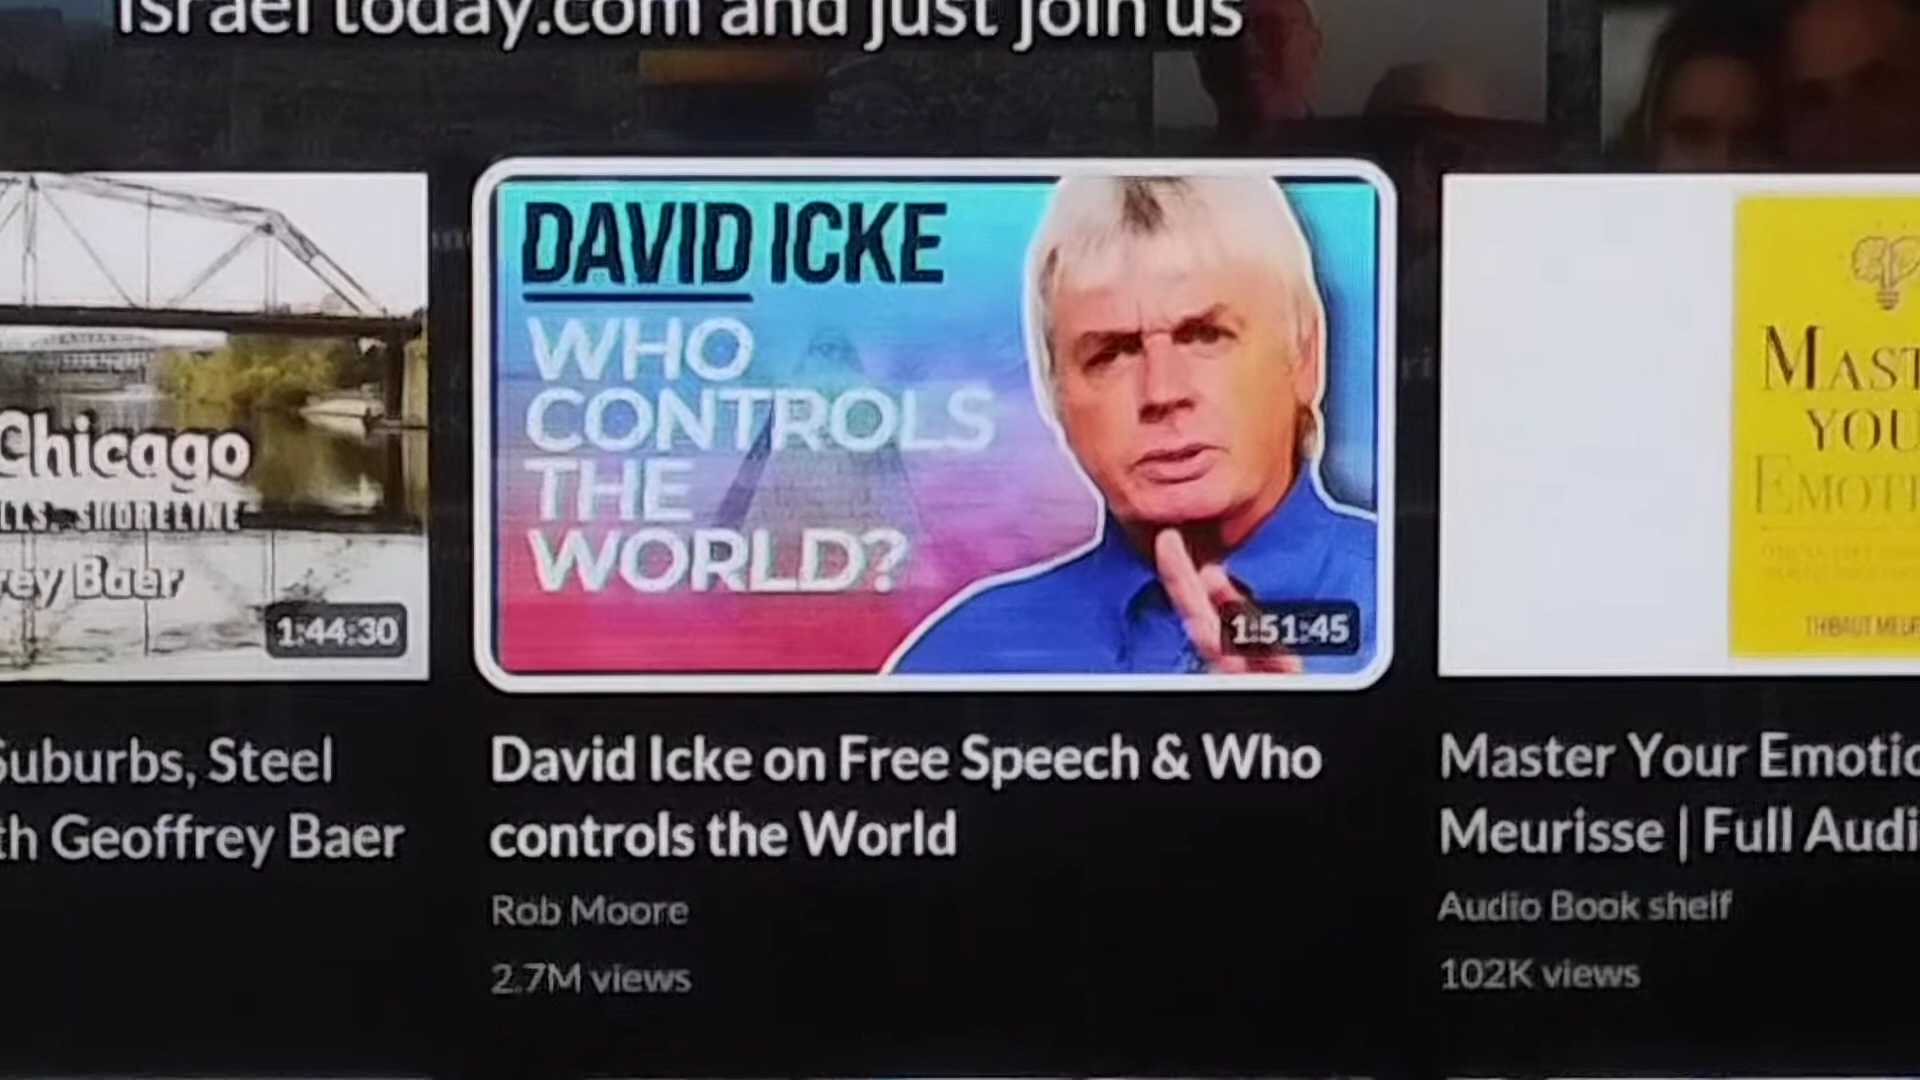 Israel today.com and just join us
DAVID ICKE
WHO
CONTROLS
THE
WORLD?
1:51:45
Chicago
SHORELINE
Baer
1:44:30
MAST
YOU
EMOTI
Suburbs, Steel
th Geoffrey Baer
David Icke on Free Speech & Who
controls the World
Rob Moore
2.7M views
Master Your Emotio
Meurisse | Full Audi
Audio Book shelf
102K views